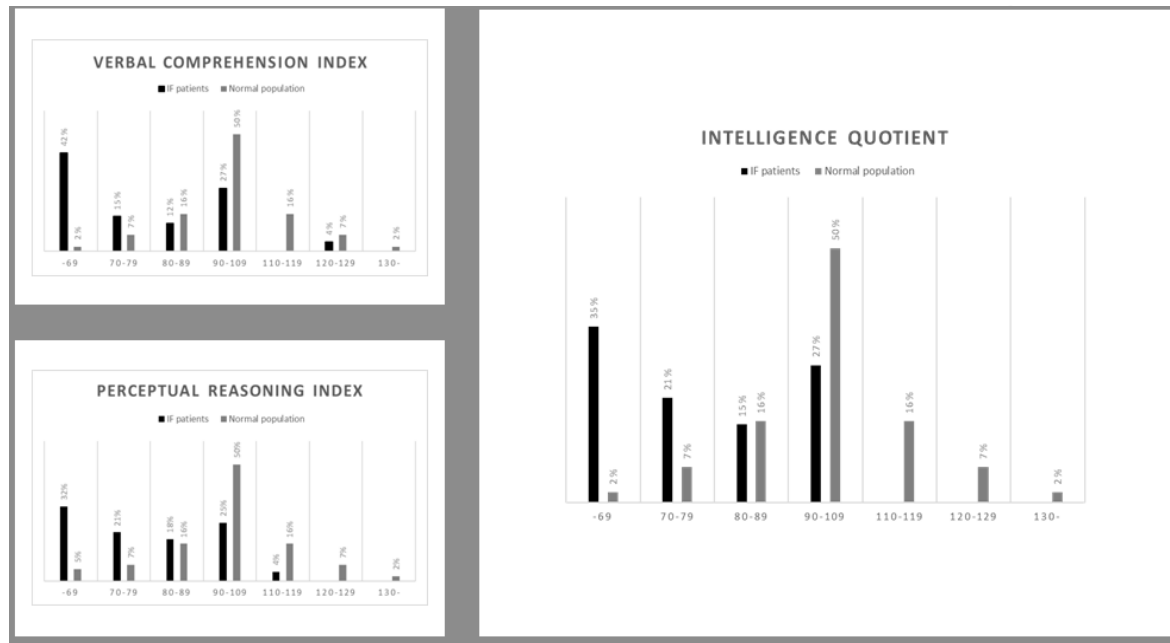 VERBAL COMPREHENSION INDEX
IF patients Normal population
42% 2% 15% 7% 12% 16% 27% 50% 16% 4% 7% 2%
-69 70-79 80-89 90-109 110-119 120-129 130-
PERCEPTUAL REASONING INDEX
IF patients Normal population
32% 5% 21% 7% 18% 16% 25% 50% 4% 16% 7% 2%
-69 70-79 80-89 90-109 110-119 120-129 130-
INTELLIGENCE QUOTIENT
IF patients Normal population
35% 2% 21% 7% 15% 16% 27% 50% 16% 7% 2%
-69 70-79 80-89 90-109 110-119 120-129 130-